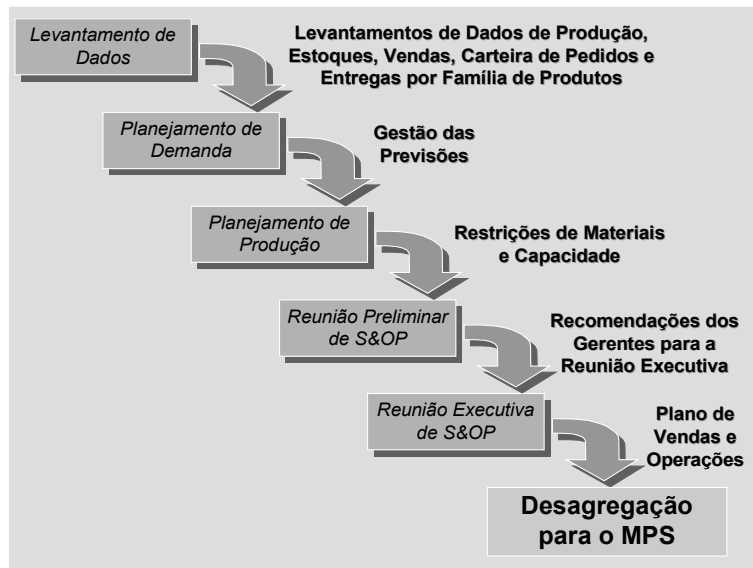 Levantamento de
Dados
Levantamentos de Dados de Produção,
Estoques, Vendas, Carteira de Pedidos e
Entregas por Família de Produtos
Planejamento de
Demanda
Gestão das
Previsões
Planejamento de
Produção
Restrições de Materiais
e Capacidade
Reunião Preliminar
de S&OP
Recomendações dos
Gerentes para a
Reunião Executiva
Reunião Executiva
de S&OP
Plano de
Vendas e
Operações
Desagregação
para o MPS